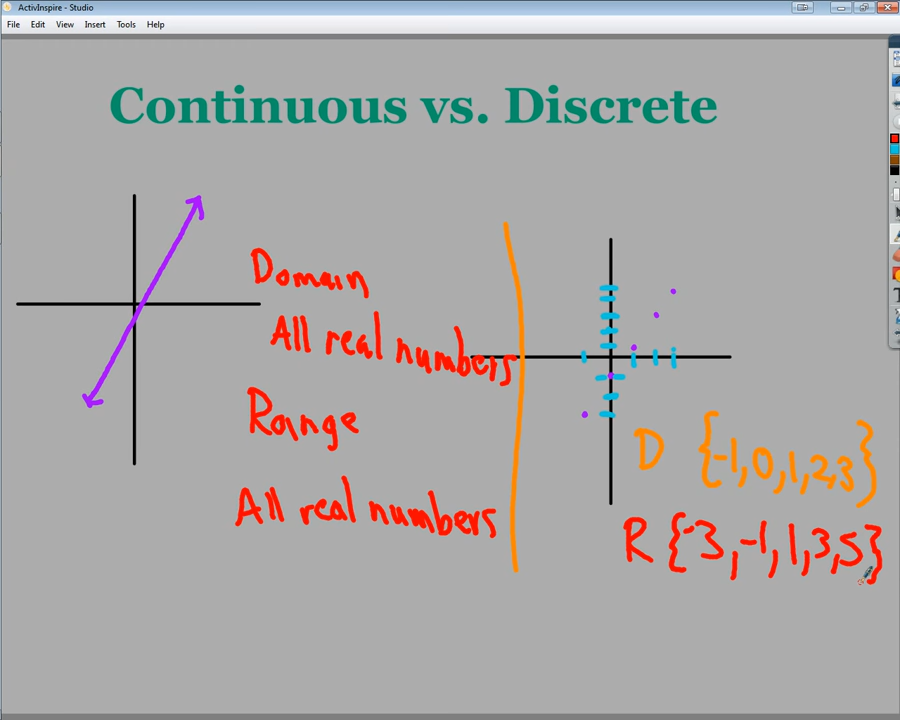 ActivInspire - Studio
File Edit View Insert Tools Help
Continuous vs. Discrete
Domain
All real numbers
Range
All real numbers
D {-1,0,1,2,3}
R {-3,-1,1,3,5}